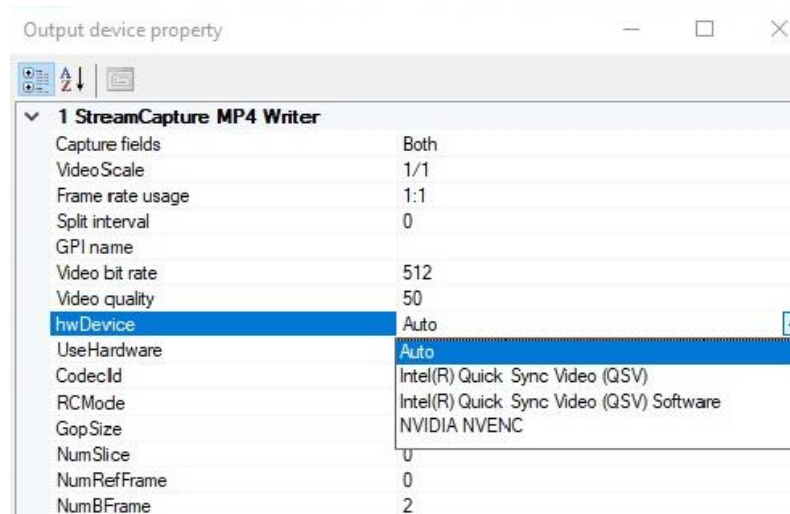 Output device property
1 StreamCapture MP4 Writer
Capture fields Both
VideoScale 1/1
Frame rate usage 1:1
Split interval 0
GPI name
Video bit rate 512
Video quality 50
hwDevice Auto
UseHardware Auto
CodecId Intel(R) Quick Sync Video (QSV)
RCMode Intel(R) Quick Sync Video (QSV) Software
GopSize NVIDIA NVENC
NumSlice 0
NumRefFrame 0
NumBFrame 2